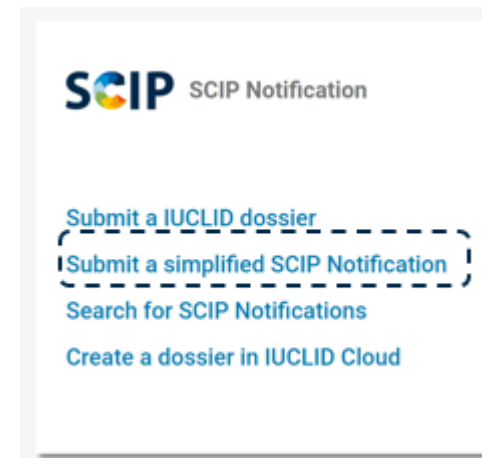 SCIP SCIP Notification
Submit a IUCLID dossier
Submit a simplified SCIP Notification
Search for SCIP Notifications
Create a dossier in IUCLID Cloud